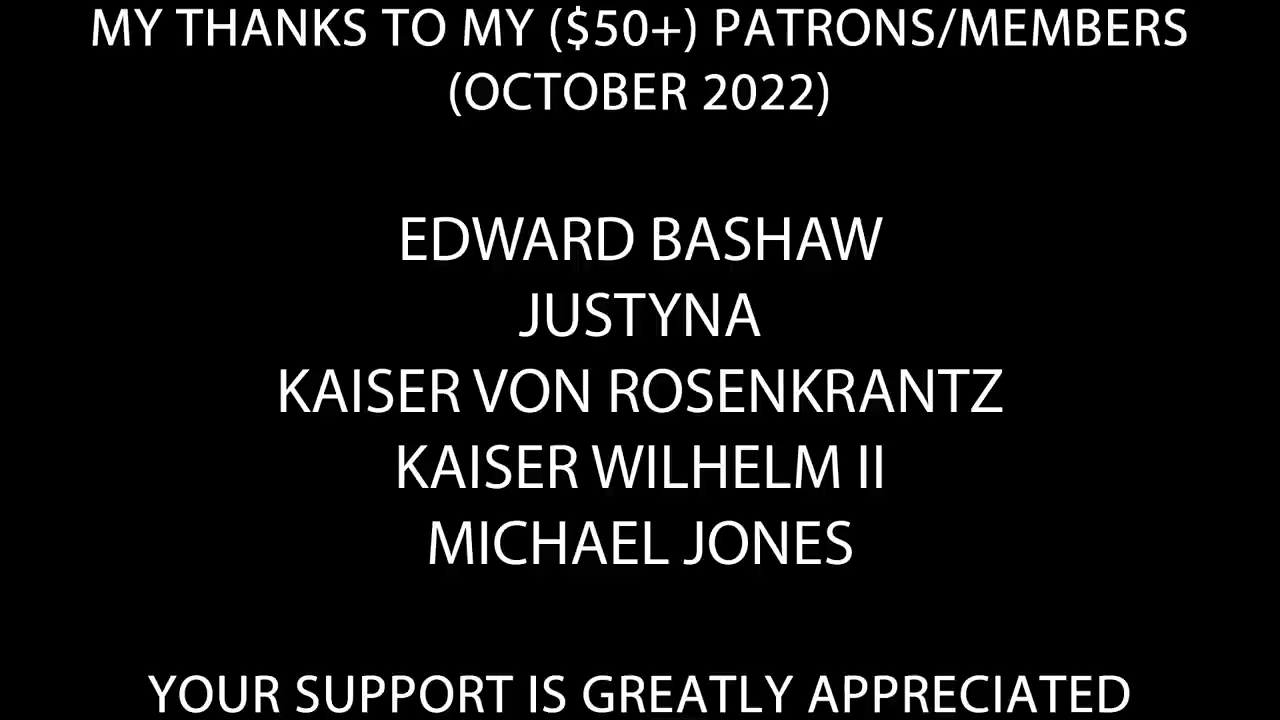 MY THANKS TO MY ($50+) PATRONS/MEMBERS
(OCTOBER 2022)
EDWARD BASHAW
JUSTYNA
KAISER VON ROSENKRANTZ
KAISER WILHELM II
MICHAEL JONES
YOUR SUPPORT IS GREATLY APPRECIATED